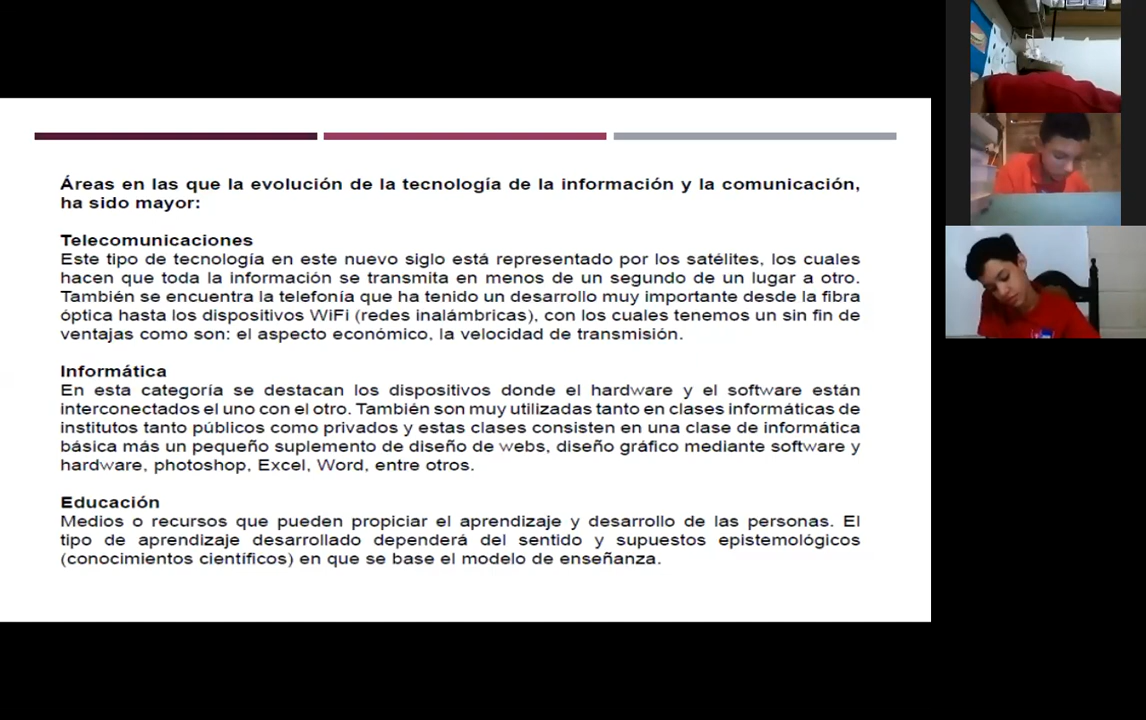 Áreas en las que la evolución de la tecnología de la información y la comunicación,
ha sido mayor:
Telecomunicaciones
Este tipo de tecnología en este nuevo siglo está representado por los satélites, los cuales
hacen que toda la información se transmita en menos de un segundo de un lugar a otro.
También se encuentra la telefonía que ha tenido un desarrollo muy importante desde la fibra
óptica hasta los dispositivos WiFi (redes inalámbricas), con los cuales tenemos un sin fin de
ventajas como son: el aspecto económico, la velocidad de transmisión.
Informática
En esta categoría se destacan los dispositivos donde el hardware y el software están
interconectados el uno con el otro. También son muy utilizadas tanto en clases informáticas de
institutos tanto públicos como privados y estas clases consisten en una clase de informática
básica más un pequeño suplemento de diseño de webs, diseño gráfico mediante software y
hardware, photoshop, Excel, Word, entre otros.
Educación
Medios o recursos que pueden propiciar el aprendizaje y desarrollo de las personas. El
tipo de aprendizaje desarrollado dependerá del sentido y supuestos epistemológicos
(conocimientos científicos) en que se base el modelo de enseñanza.